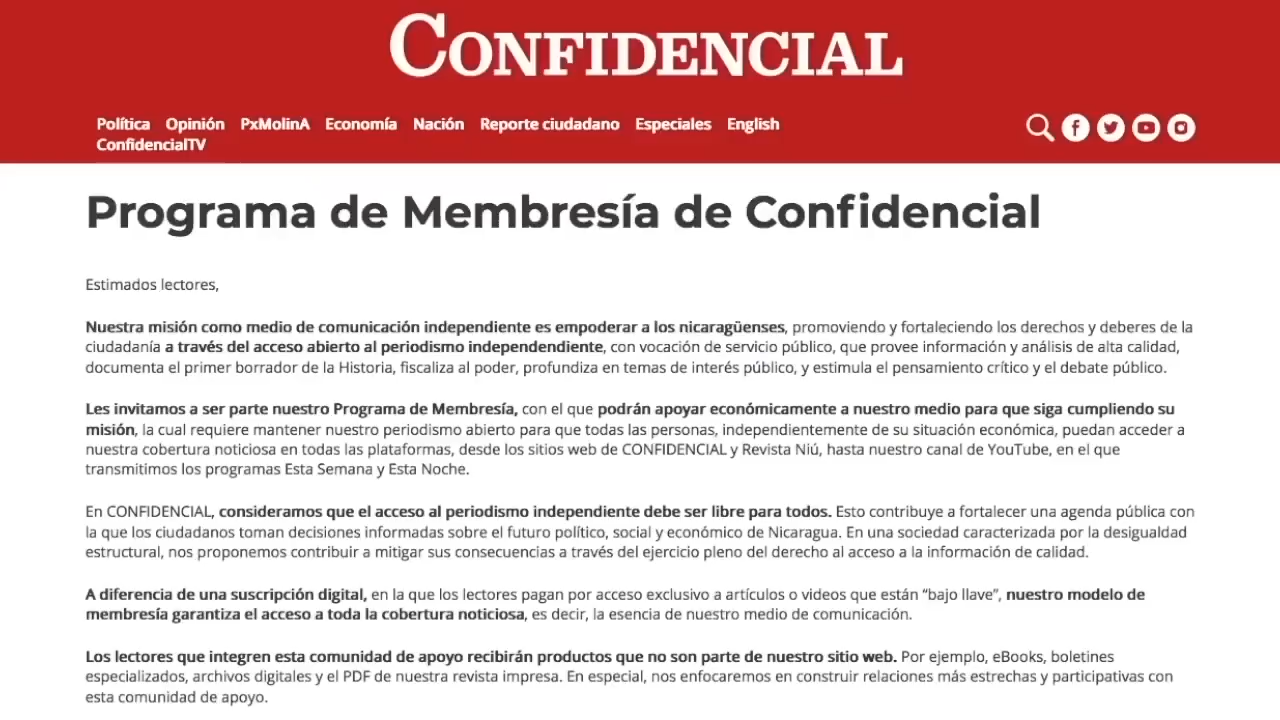 CONFIDENCIAL
Política Opinión PxMolinA Economía Nación Reporte ciudadano Especiales English
ConfidencialTV
Programa de Membresía de Confidencial
Estimados lectores,
Nuestra misión como medio de comunicación independiente es empoderar a los nicaragüenses, promoviendo y fortaleciendo los derechos y deberes de la
ciudadanía a través del acceso abierto al periodismo independendiente, con vocación de servicio público, que provee información y análisis de alta calidad,
documenta el primer borrador de la Historia, fiscaliza al poder, profundiza en temas de interés público, y estimula el pensamiento crítico y el debate público.
Les invitamos a ser parte nuestro Programa de Membresía, con el que podrán apoyar económicamente a nuestro medio para que siga cumpliendo su
misión, la cual requiere mantener nuestro periodismo abierto para que todas las personas, independientemente de su situación económica, puedan acceder a
nuestra cobertura noticiosa en todas las plataformas, desde los sitios web de CONFIDENCIAL y Revista Niú, hasta nuestro canal de YouTube, en el que
transmitimos los programas Esta Semana y Esta Noche.
En CONFIDENCIAL, consideramos que el acceso al periodismo independiente debe ser libre para todos. Esto contribuye a fortalecer una agenda pública con
la que los ciudadanos toman decisiones informadas sobre el futuro político, social y económico de Nicaragua. En una sociedad caracterizada por la desigualdad
estructural, nos proponemos contribuir a mitigar sus consecuencias a través del ejercicio pleno del derecho al acceso a la información de calidad.
A diferencia de una suscripción digital, en la que los lectores pagan por acceso exclusivo a artículos o videos que están “bajo llave”, nuestro modelo de
membresía garantiza el acceso a toda la cobertura noticiosa, es decir, la esencia de nuestro medio de comunicación.
Los lectores que integren esta comunidad de apoyo recibirán productos que no son parte de nuestro sitio web. Por ejemplo, eBooks, boletines
especializados, archivos digitales y el PDF de nuestra revista impresa. En especial, nos enfocaremos en construir relaciones más estrechas y participativas con
esta comunidad de apoyo.